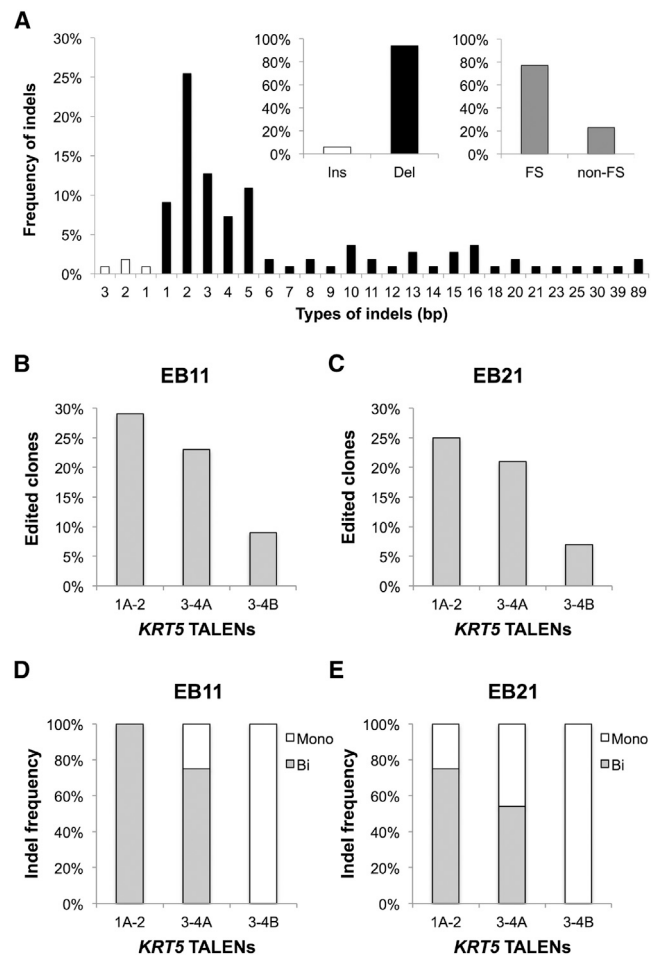 A
Frequency of indels
30%
25%
20%
15%
10%
5%
0%
3 2 1 1 2 3 4 5 6 7 8 9 10 11 12 13 14 15 16 18 20 21 23 25 30 39 89
Types of indels (bp)
100%
80%
60%
40%
20%
0%
Ins Del
100%
80%
60%
40%
20%
0%
FS non-FS
B
EB11
Edited clones
30%
25%
20%
15%
10%
5%
0%
1A-2 3-4A 3-4B
KRT5 TALENs
C
EB21
Edited clones
30%
25%
20%
15%
10%
5%
0%
1A-2 3-4A 3-4B
KRT5 TALENs
D
EB11
Indel frequency
100%
80%
60%
40%
20%
0%
Mono
Bi
1A-2 3-4A 3-4B
KRT5 TALENs
E
EB21
Indel frequency
100%
80%
60%
40%
20%
0%
Mono
Bi
1A-2 3-4A 3-4B
KRT5 TALENs